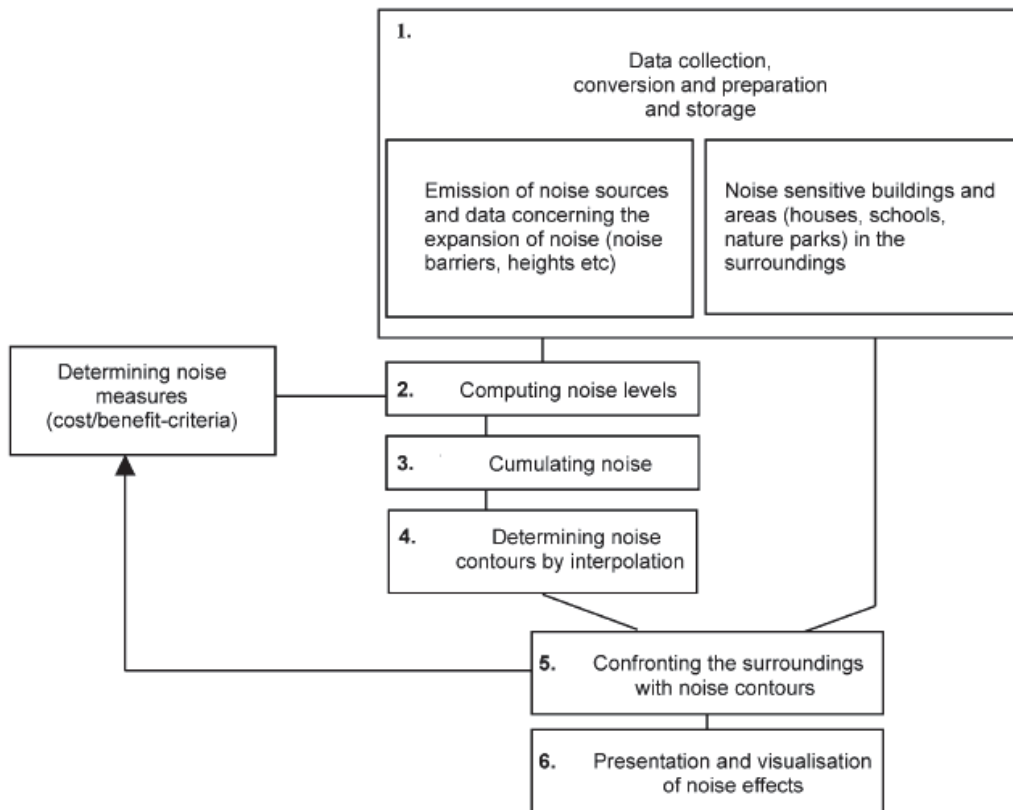 1.
Data collection,
conversion and preparation
and storage
Emission of noise sources
and data concerning the
expansion of noise (noise
barriers, heights etc)
Noise sensitive buildings and
areas (houses, schools,
nature parks) in the
surroundings
Determining noise
measures
(cost/benefit-criteria)
2. Computing noise levels
3. Cumulating noise
4. Determining noise
contours by interpolation
5. Confronting the surroundings
with noise contours
6. Presentation and visualisation
of noise effects